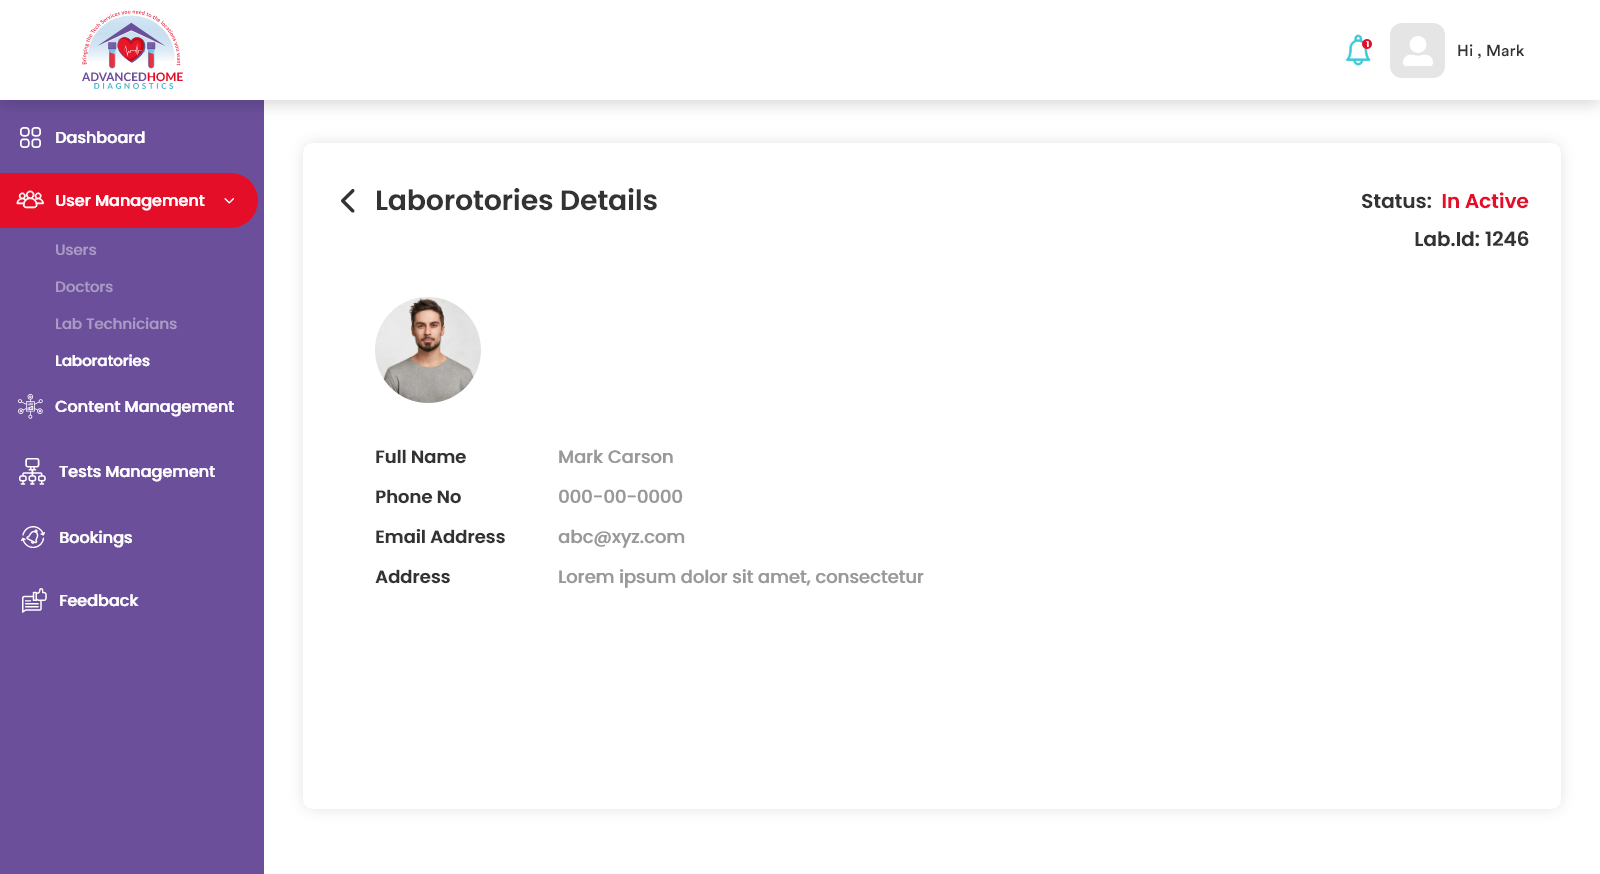 Bringing the Tech Services you need to the locations you want
ADVANCEDHOME
DIAGNOSTICS
1
Hi , Mark
Dashboard
User Management
Users
Doctors
Lab Technicians
Laboratories
Content Management
Tests Management
Bookings
Feedback
Laborotories Details
Status: In Active
Lab.Id: 1246
Full Name Mark Carson
Phone No 000-00-0000
Email Address abc@xyz.com
Address Lorem ipsum dolor sit amet, consectetur